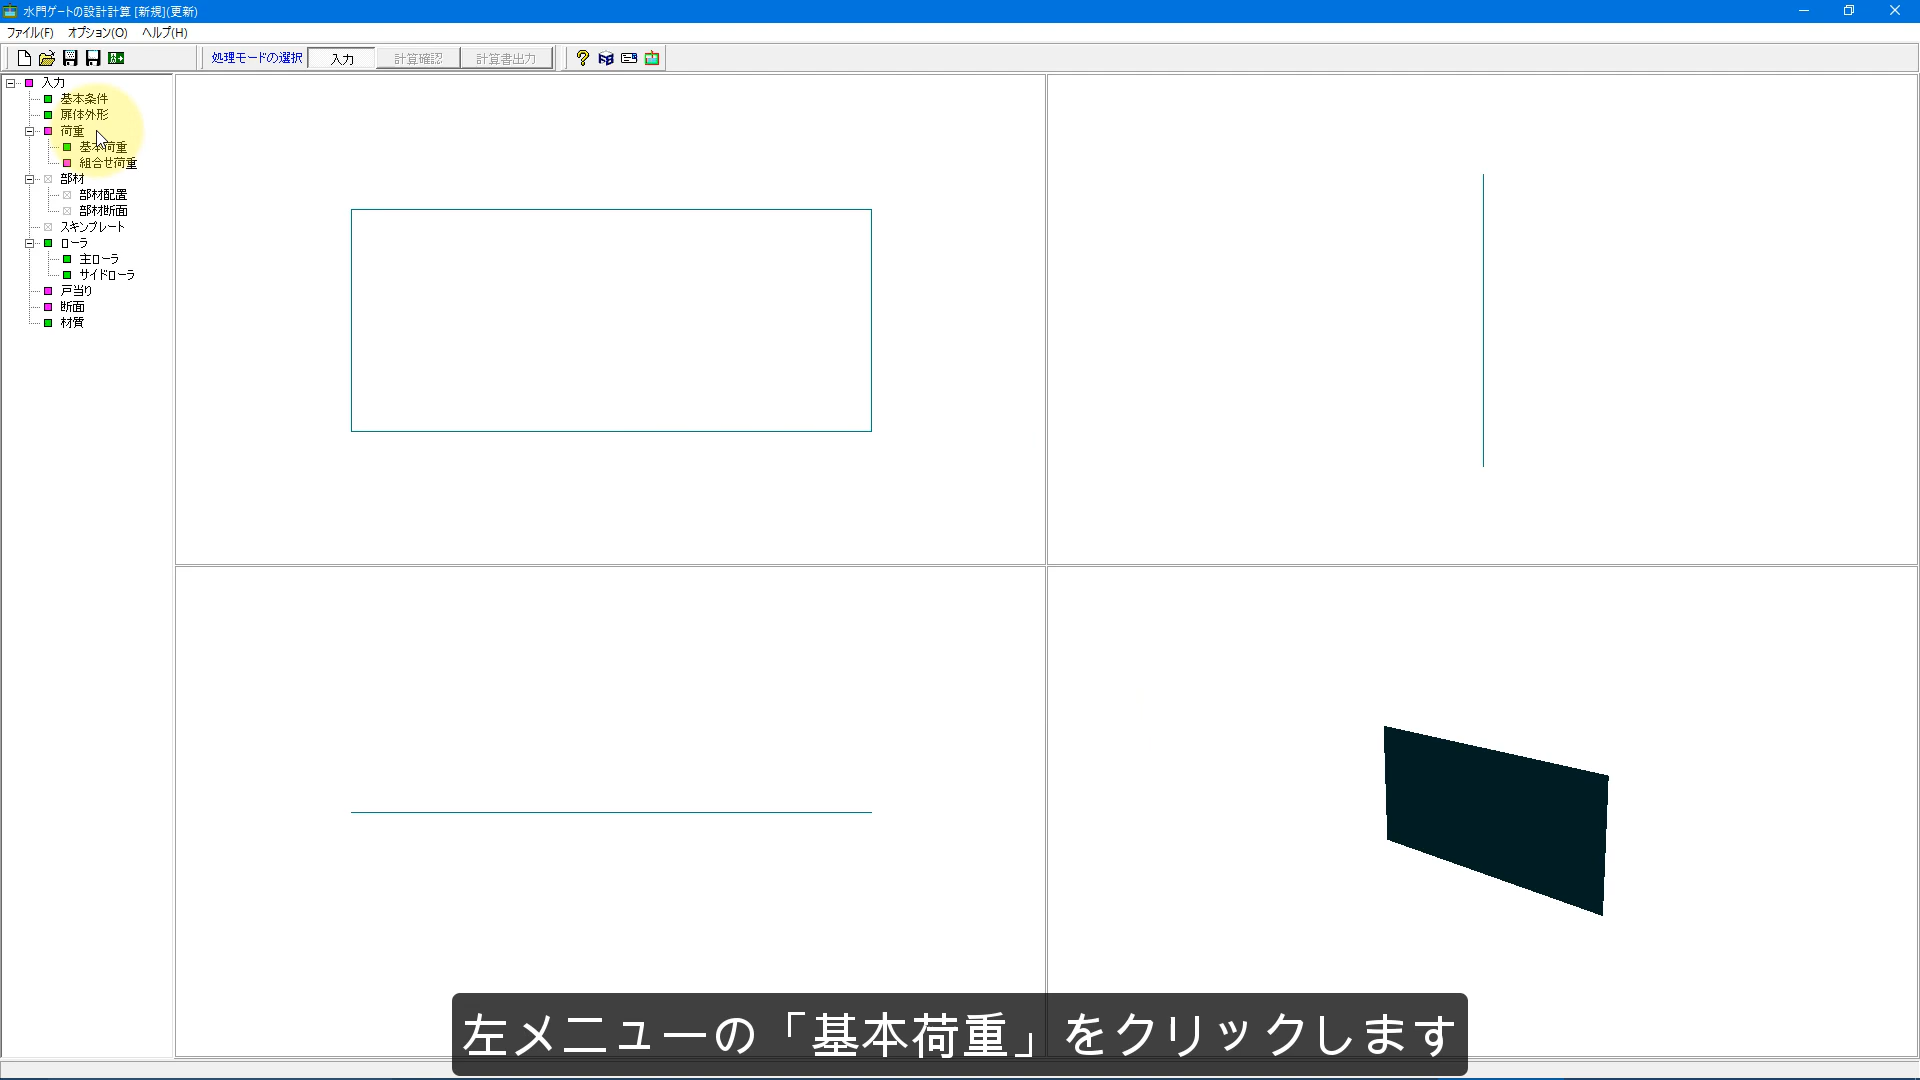 水門ゲートの設計計算 [新規](更新)
ファイル(F) オプション(O) ヘルプ(H)
処理モードの選択 入力 計算確認 計算書出力
入力
基本条件
扉体外形
荷重
基本荷重
組合せ荷重
部材
部材配置
部材断面
スキンプレート
ローラ
主ローラ
サイドローラ
戸当り
断面
材質
左メニューの「基本荷重」をクリックします